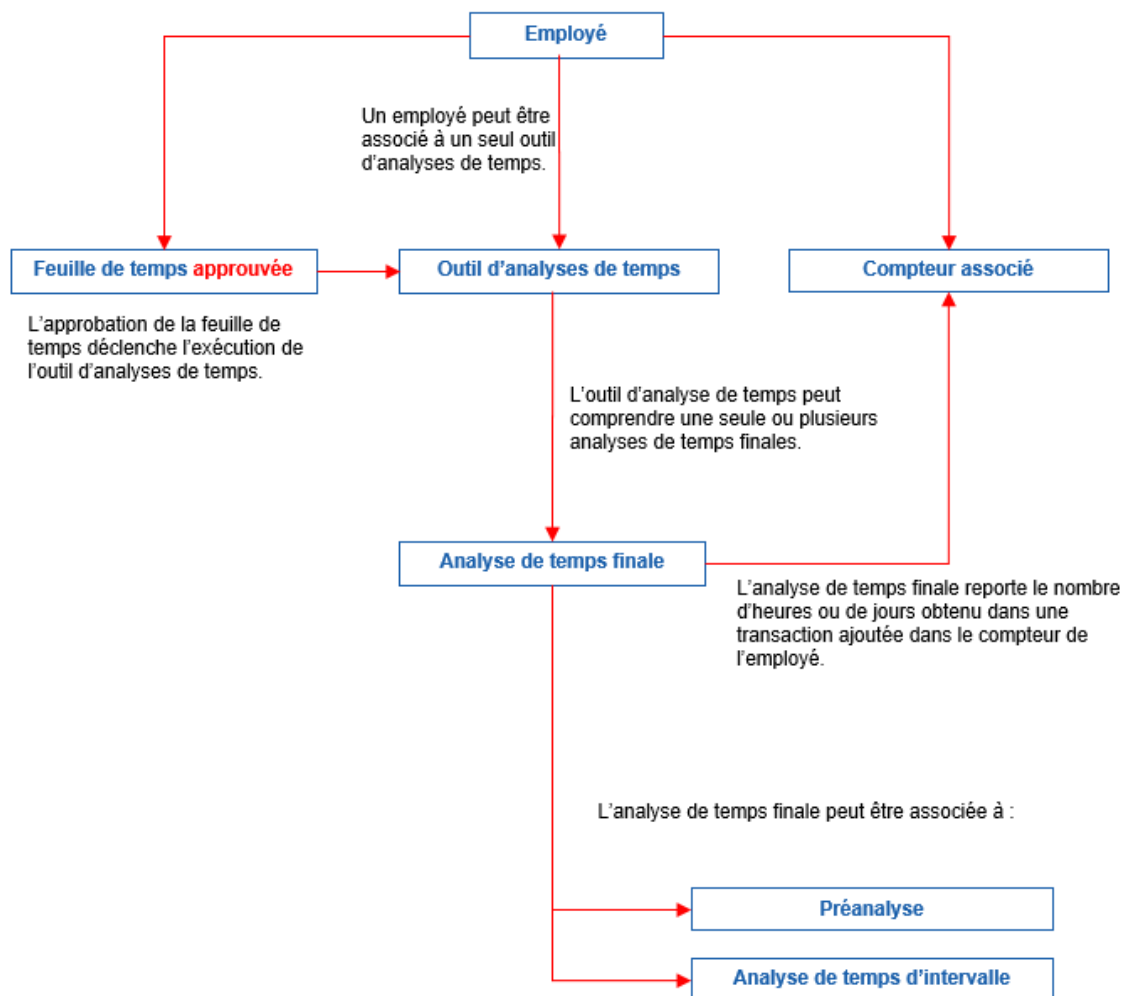 Employé
Un employé peut être
associé à un seul outil
d’analyses de temps.
Feuille de temps approuvée
Outil d’analyses de temps
Compteur associé
L’approbation de la feuille de
temps déclenche l’exécution de
l’outil d’analyses de temps.
L’outil d’analyse de temps peut
comprendre une seule ou plusieurs
analyses de temps finales.
Analyse de temps finale
L’analyse de temps finale reporte le nombre
d’heures ou de jours obtenu dans une
transaction ajoutée dans le compteur de
l’employé.
L’analyse de temps finale peut être associée à :
Préanalyse
Analyse de temps d’intervalle